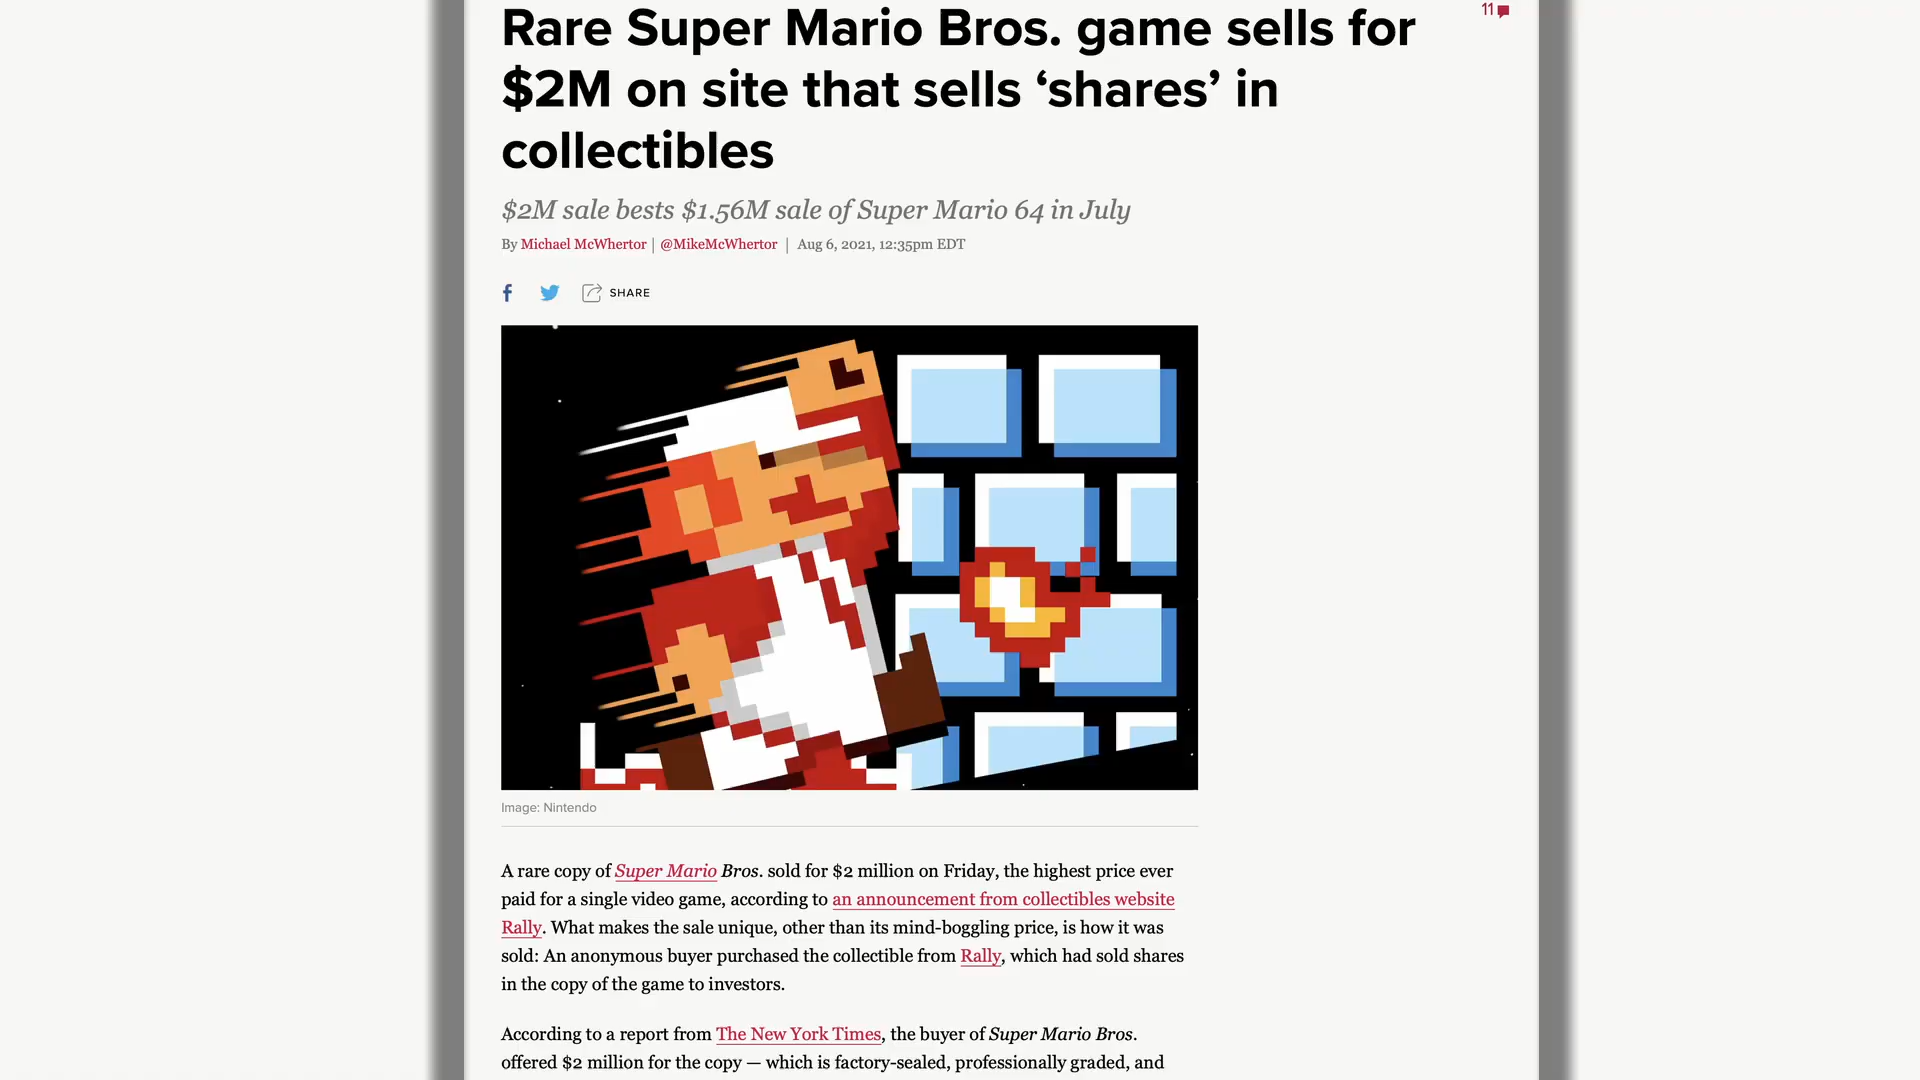 Rare Super Mario Bros. game sells for
11
$2M on site that sells ‘shares’ in
collectibles
$2M sale bests $1.56M sale of Super Mario 64 in July
By Michael McWhertor | @MikeMcWhertor | Aug 6, 2021, 12:35pm EDT
SHARE
Image: Nintendo
A rare copy of Super Mario Bros. sold for $2 million on Friday, the highest price ever
paid for a single video game, according to an announcement from collectibles website
Rally. What makes the sale unique, other than its mind-boggling price, is how it was
sold: An anonymous buyer purchased the collectible from Rally, which had sold shares
in the copy of the game to investors.
According to a report from The New York Times, the buyer of Super Mario Bros.
offered $2 million for the copy — which is factory-sealed, professionally graded, and